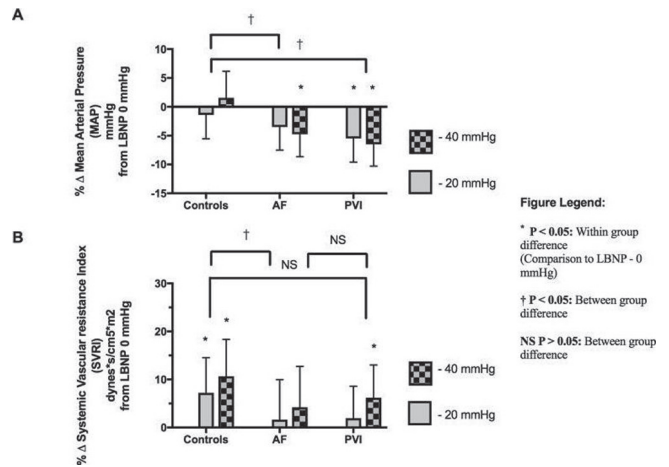 A
†
†
% Δ Mean Arterial Pressure
(MAP)
mmHg
from LBNP 0 mmHg
10
5
0
-5
-10
-15
* * *
Controls AF PVI
- 40 mmHg
- 20 mmHg
B
†
NS
NS
% Δ Systemic Vascular resistance Index
(SVRI)
dynes*s/cm5*m2
from LBNP 0 mmHg
30
20
10
0
* * *
Controls AF PVI
- 40 mmHg
- 20 mmHg
Figure Legend:
* P < 0.05: Within group
difference
(Comparison to LBNP - 0
mmHg)
† P < 0.05: Between group
difference
NS P > 0.05: Between group
difference